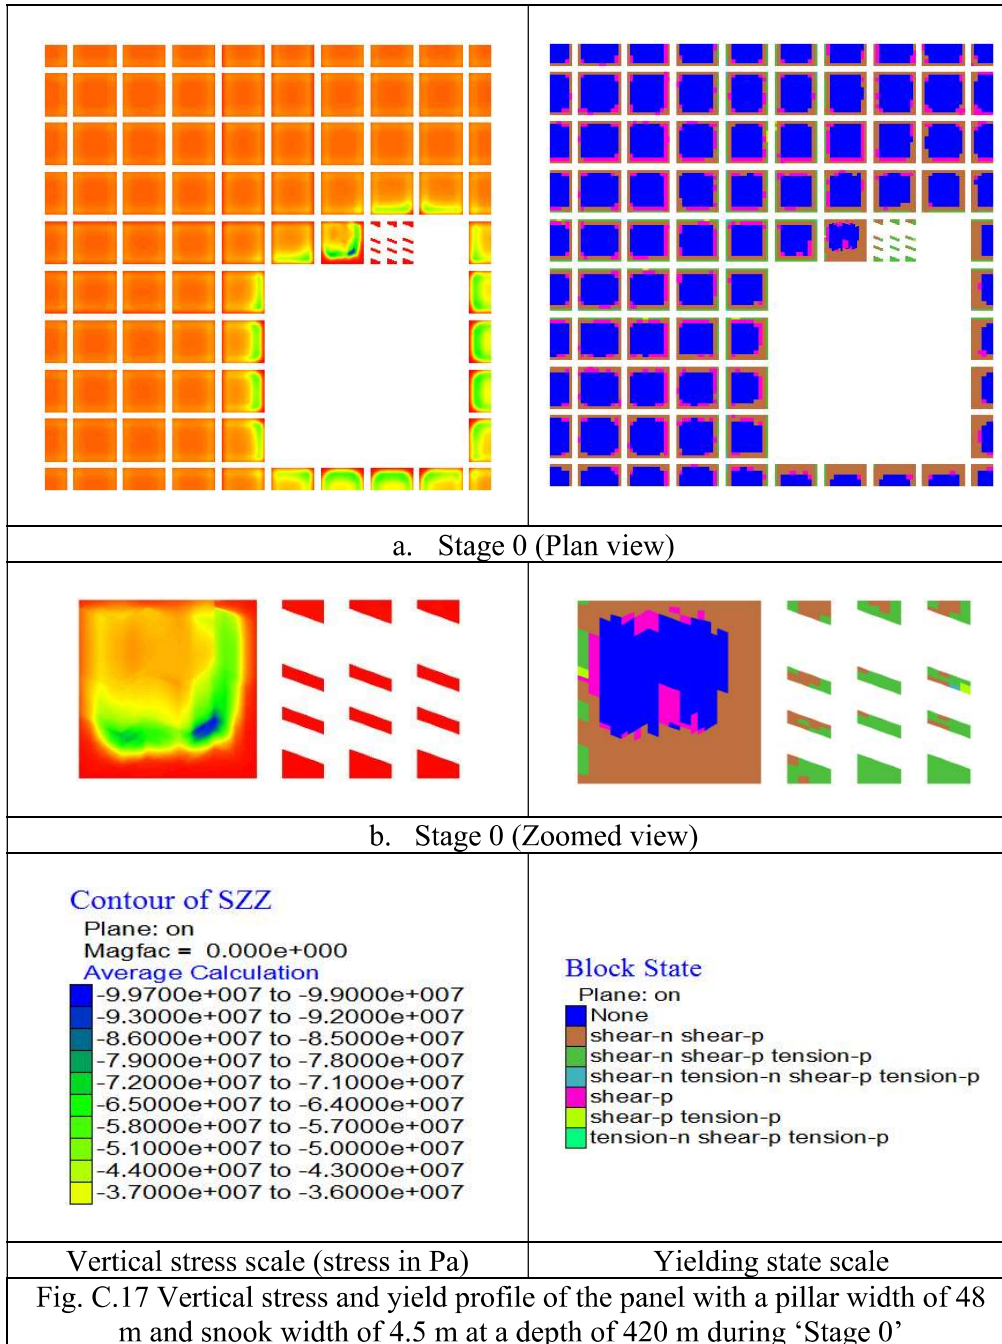 a. Stage 0 (Plan view)
b. Stage 0 (Zoomed view)
Contour of SZZ
Plane: on
Magfac = 0.000e+000
Average Calculation
-9.9700e+007 to -9.9000e+007
-9.3000e+007 to -9.2000e+007
-8.6000e+007 to -8.5000e+007
-7.9000e+007 to -7.8000e+007
-7.2000e+007 to -7.1000e+007
-6.5000e+007 to -6.4000e+007
-5.8000e+007 to -5.7000e+007
-5.1000e+007 to -5.0000e+007
-4.4000e+007 to -4.3000e+007
-3.7000e+007 to -3.6000e+007
Block State
Plane: on
None
shear-n shear-p
shear-n shear-p tension-p
shear-n tension-n shear-p tension-p
shear-p
shear-p tension-p
tension-n shear-p tension-p
Vertical stress scale (stress in Pa)
Yielding state scale
Fig. C.17 Vertical stress and yield profile of the panel with a pillar width of 48
m and snook width of 4.5 m at a depth of 420 m during ‘Stage 0’